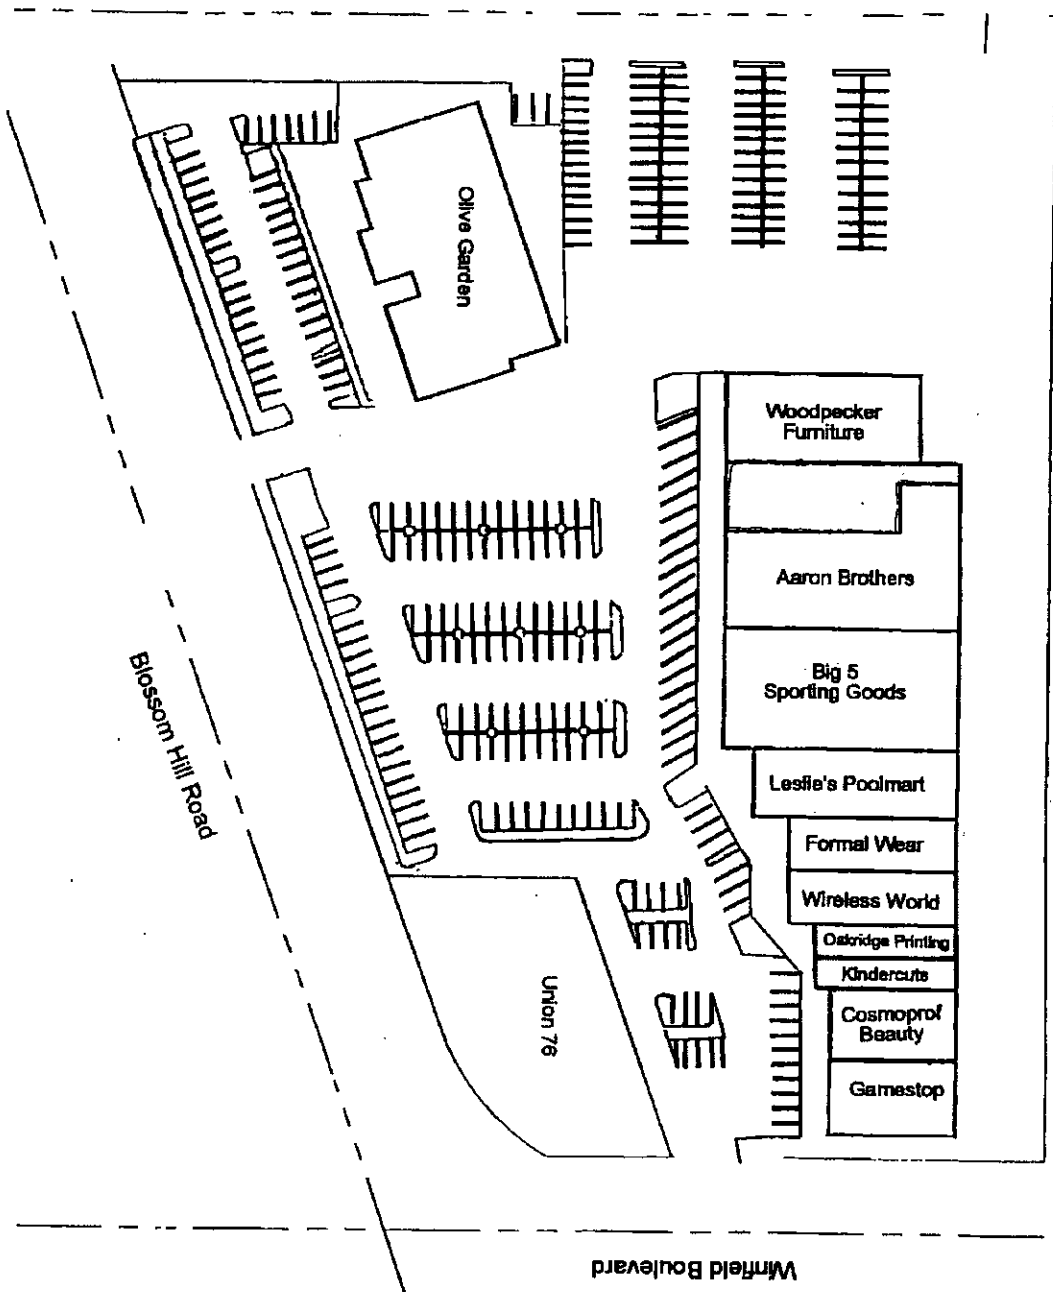 Olive Garden
Woodpecker
Furniture
Aaron Brothers
Big 5
Sporting Goods
Leslie's Poolmart
Formal Wear
Wireless World
Oakridge Printing
Kindercuts
Cosmoprof
Beauty
Gamestop
Blossom Hill Road
Union 76
Winfield Boulevard